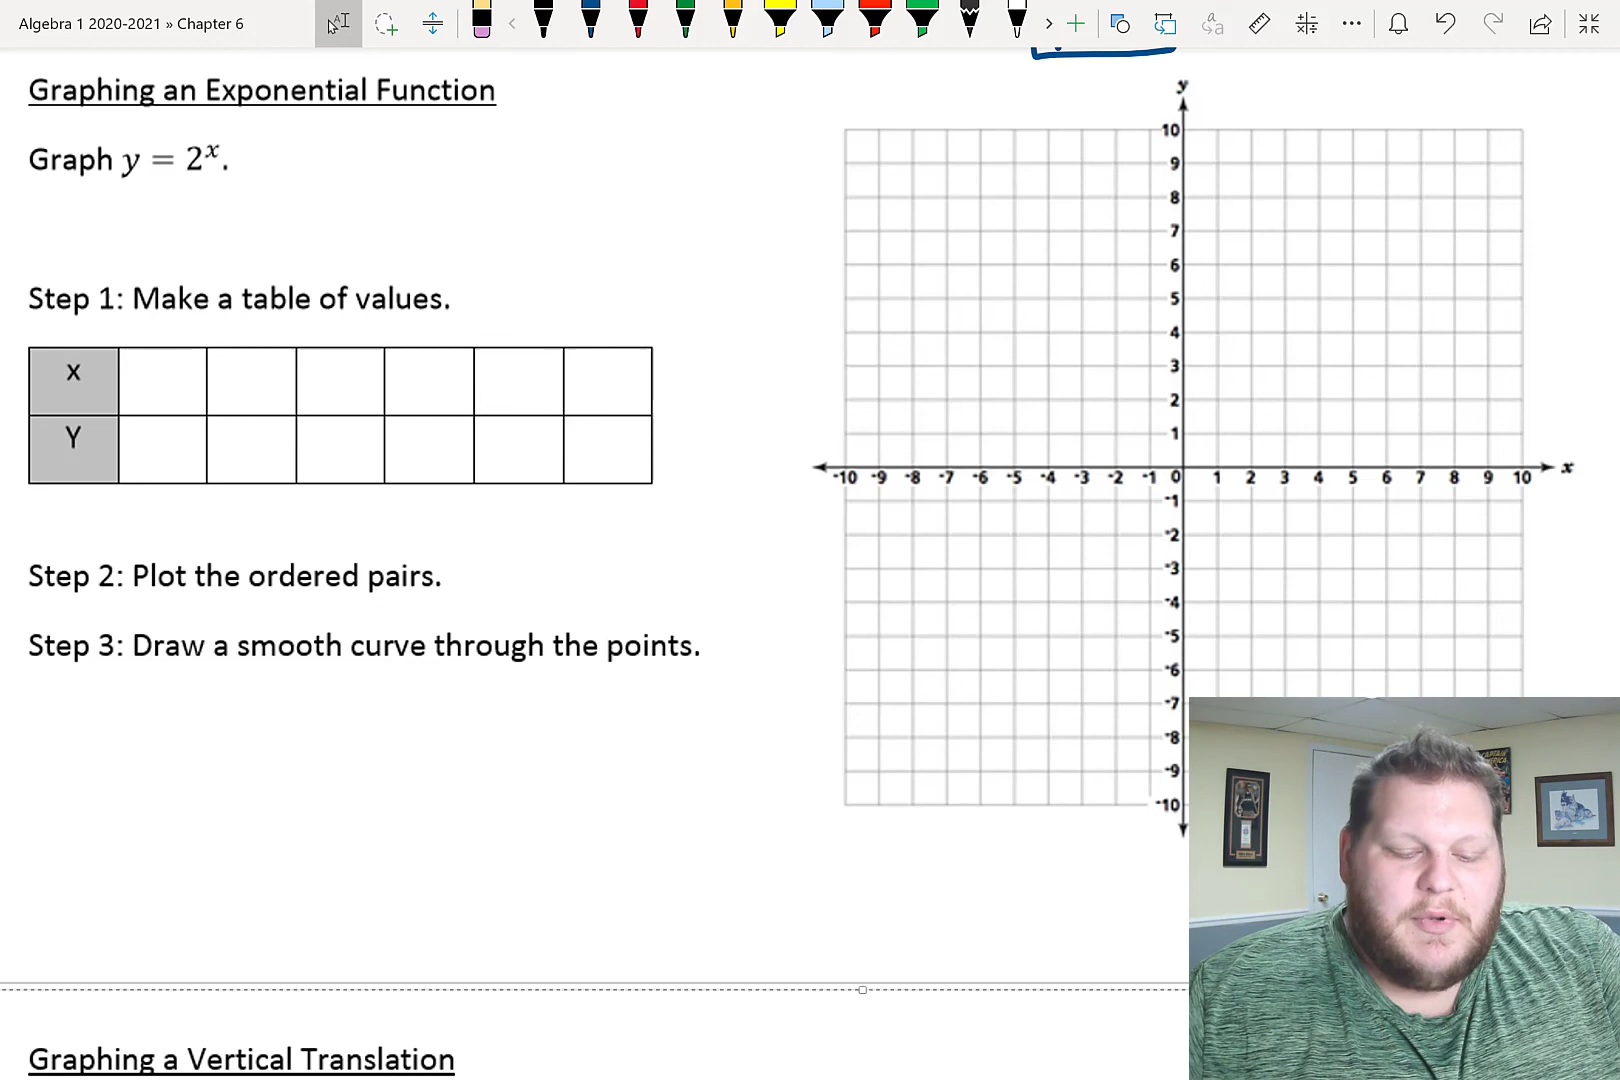 Algebra 1 2020-2021 » Chapter 6
Graphing an Exponential Function
Graph y = 2ˣ.
Step 1: Make a table of values.
x
Y
Step 2: Plot the ordered pairs.
Step 3: Draw a smooth curve through the points.
y
10
9
8
7
6
5
4
3
2
1
-10 -9 -8 -7 -6 -5 -4 -3 -2 -1 0 1 2 3 4 5 6 7 8 9 10 x
-1
-2
-3
-4
-5
-6
-7
-8
-9
-10
Graphing a Vertical Translation